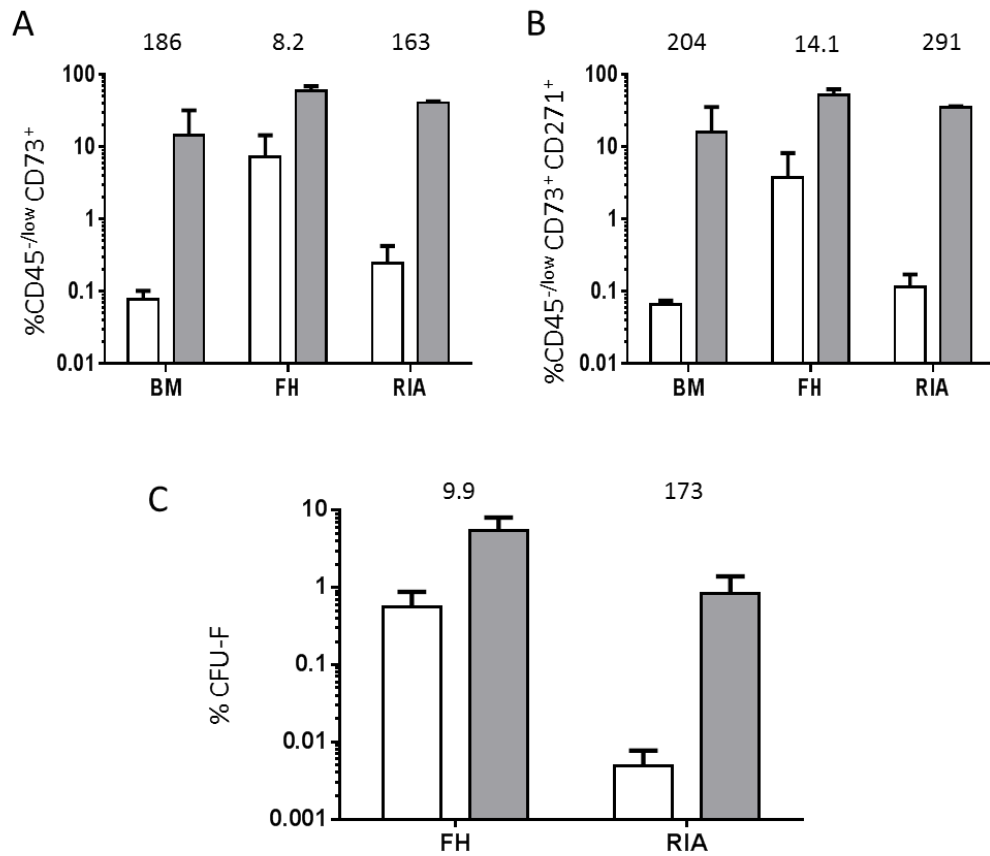 A
186 8.2 163
%CD45-/low CD73+
100
10
1
0.1
0.01
BM FH RIA
B
204 14.1 291
%CD45-/low CD73+ CD271+
100
10
1
0.1
0.01
BM FH RIA
C
9.9 173
% CFU-F
10
1
0.1
0.01
0.001
FH RIA